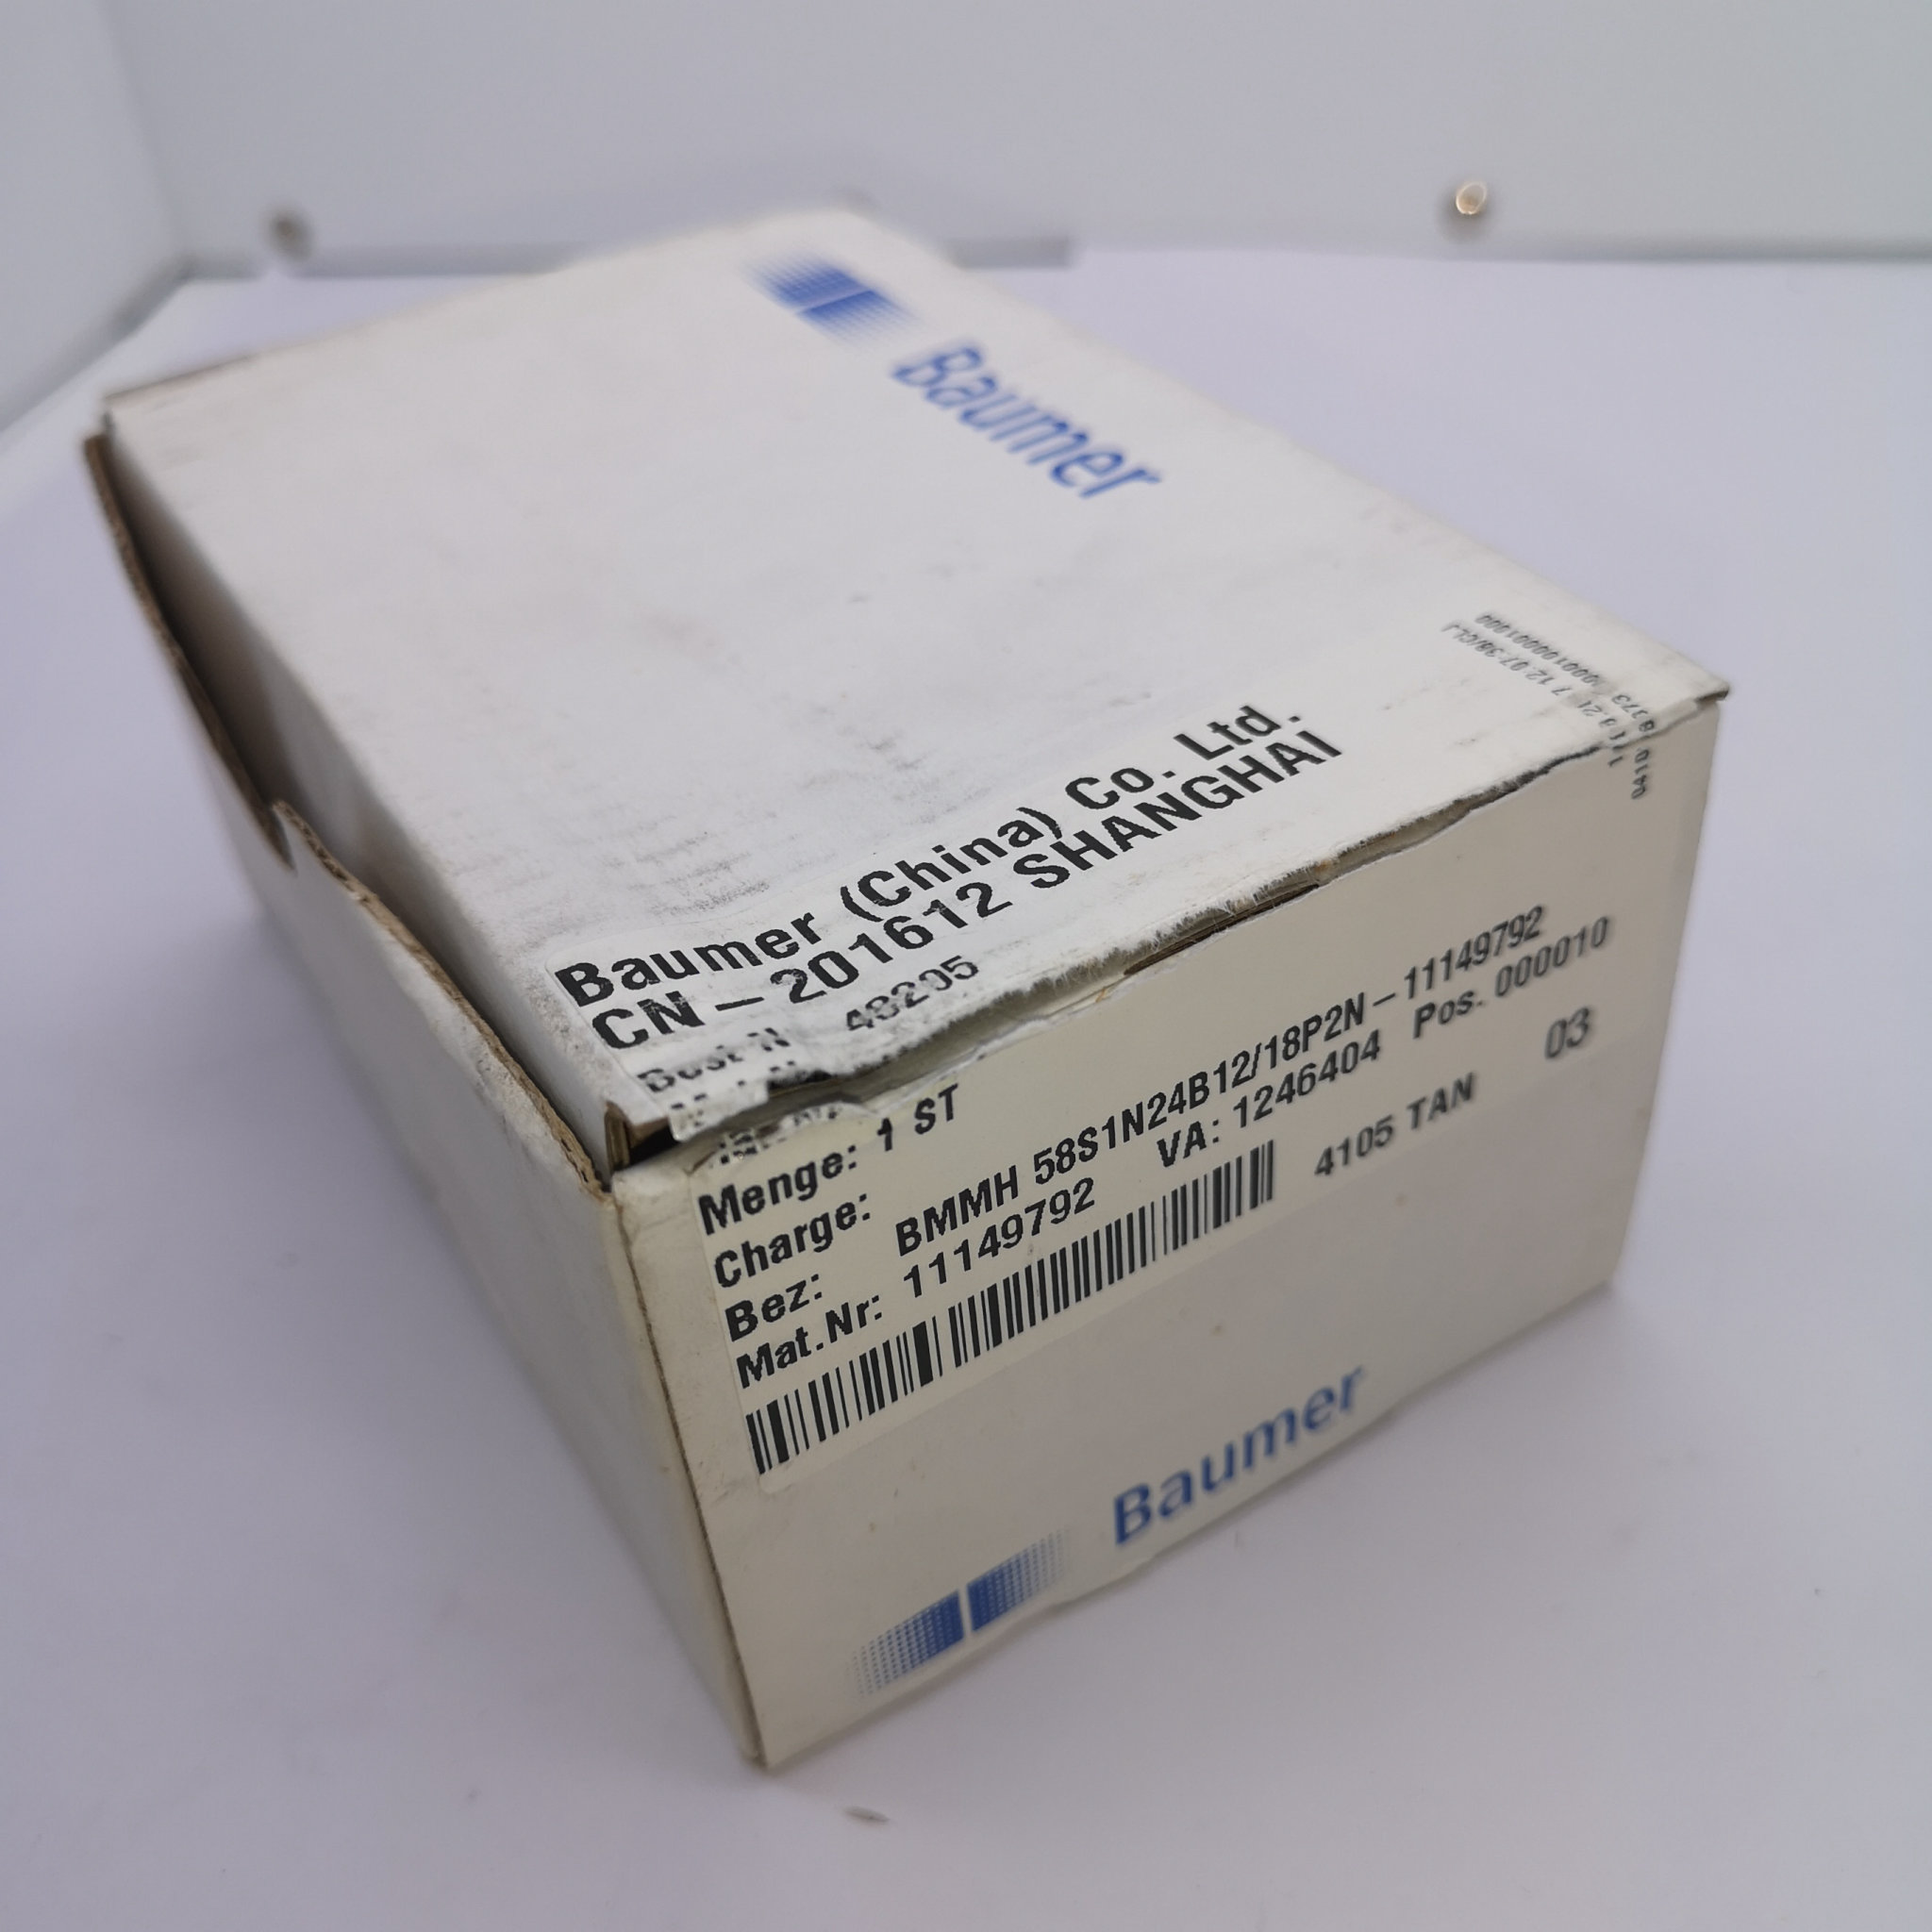 Baumer
Baumer (China) Co. Ltd.
CN-201612 SHANGHAI
48205
Menge: 1 ST
Charge:
Bez: BMMH 58S1N24B12/18P2N-11149792
Mat.Nr: 11149792 VA: 1246404 Pos. 000010
4105 TAN 03
Baumer